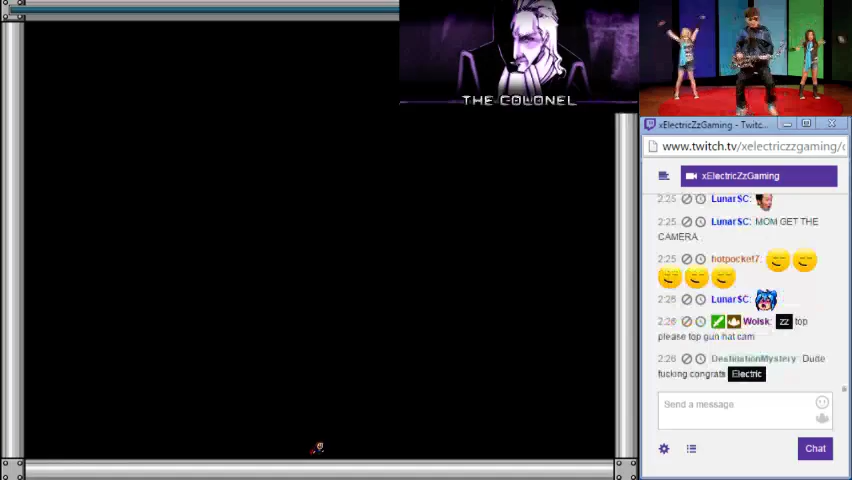 THE COLONEL
xElectricZzGaming - Twitc...
www.twitch.tv/xelectriczzgaming/c
xElectricZzGaming
2:25 LunarSC:
2:25 LunarSC: MOM GET THE
CAMERA
2:25 hotpocket7:
2:26 LunarSC:
2:26 Wolsk: zz top
please top gun hat cam
2:26 DestinationMystery: Dude
fucking congrats Electric
Send a message
Chat